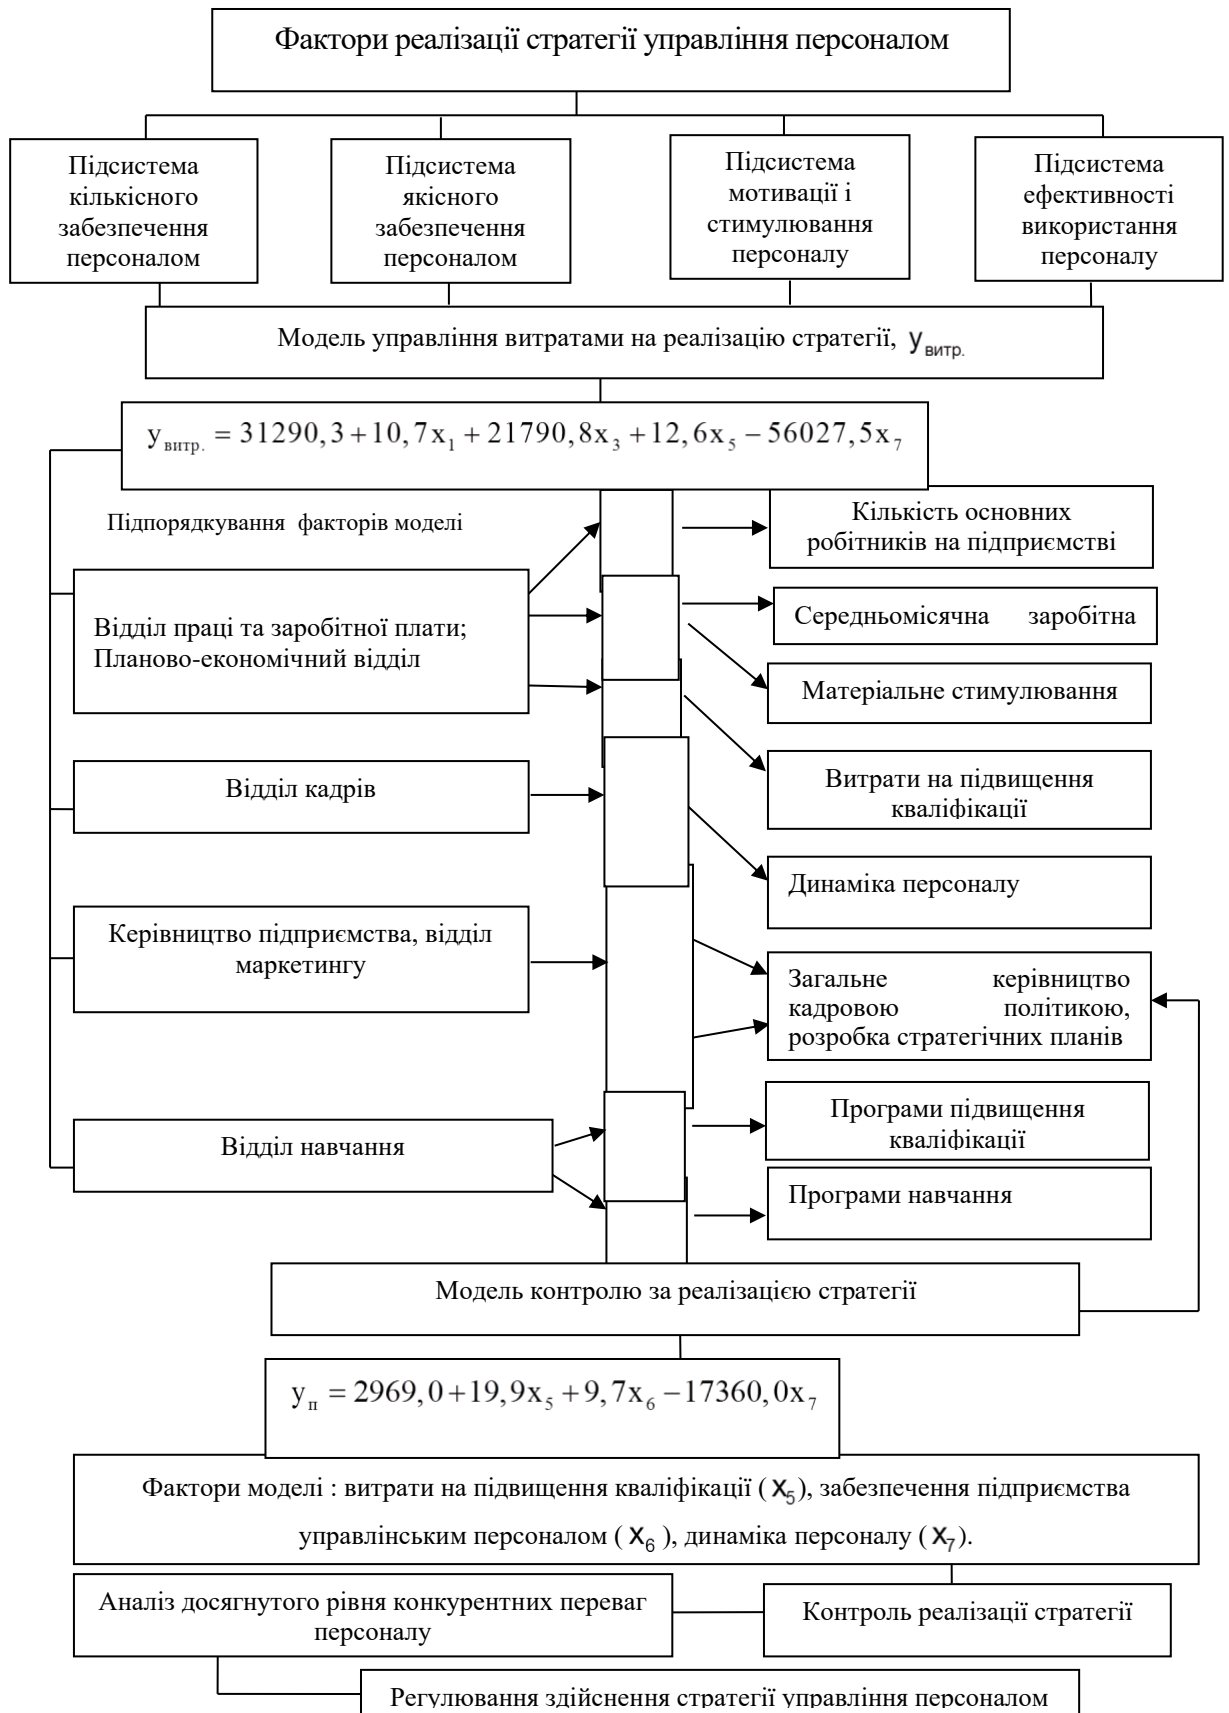 Фактори реалізації стратегії управління персоналом
Підсистема
кількісного
забезпечення
персоналом
Підсистема
якісного
забезпечення
персоналом
Підсистема
мотивації і
стимулювання
персоналу
Підсистема
ефективності
використання
персоналу
Модель управління витратами на реалізацію стратегії, y витр.
y витр. = 31290,3 + 10,7x₁ + 21790,8x₃ + 12,6x₅ − 56027,5x₇
Підпорядкування факторів моделі
Кількість основних
робітників на підприємстві
Відділ праці та заробітної плати;
Планово-економічний відділ
Середньомісячна заробітна
Матеріальне стимулювання
Відділ кадрів
Витрати на підвищення
кваліфікації
Динаміка персоналу
Керівництво підприємства, відділ
маркетингу
Загальне керівництво
кадровою політикою,
розробка стратегічних планів
Відділ навчання
Програми підвищення
кваліфікації
Програми навчання
Модель контролю за реалізацією стратегії
y п = 2969,0 + 19,9x₅ + 9,7x₆ − 17360,0x₇
Фактори моделі : витрати на підвищення кваліфікації ( x₅), забезпечення підприємства
управлінським персоналом ( x₆ ), динаміка персоналу ( x₇).
Аналіз досягнутого рівня конкурентних переваг
персоналу
Контроль реалізації стратегії
Регулювання здійснення стратегії управління персоналом